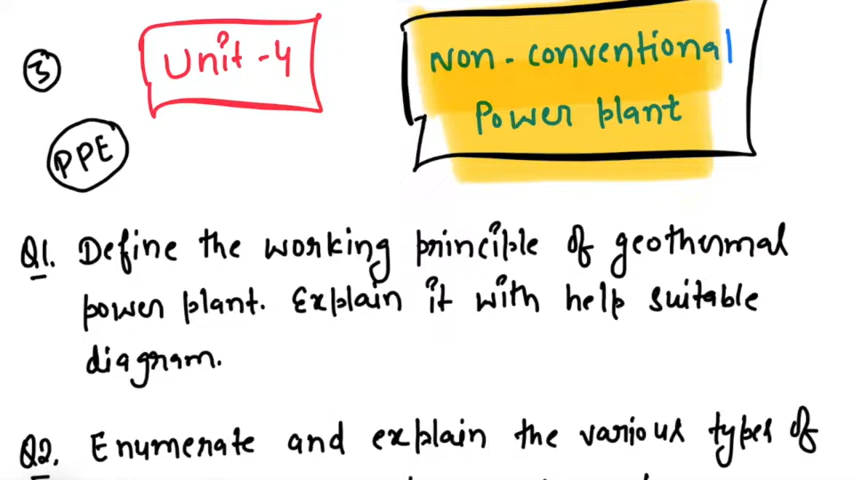 3
Unit - 4
Non - conventional
Power plant
PPE
Q1. Define the working principle of geothermal
power plant. Explain it with help suitable
diagram.
Q2. Enumerate and explain the various types of